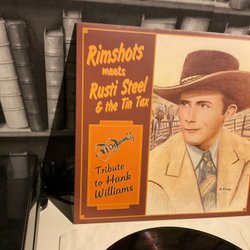 Rimshots
meets
Rusti Steel
& the Tin Tax
Tribute
to Hank
Williams